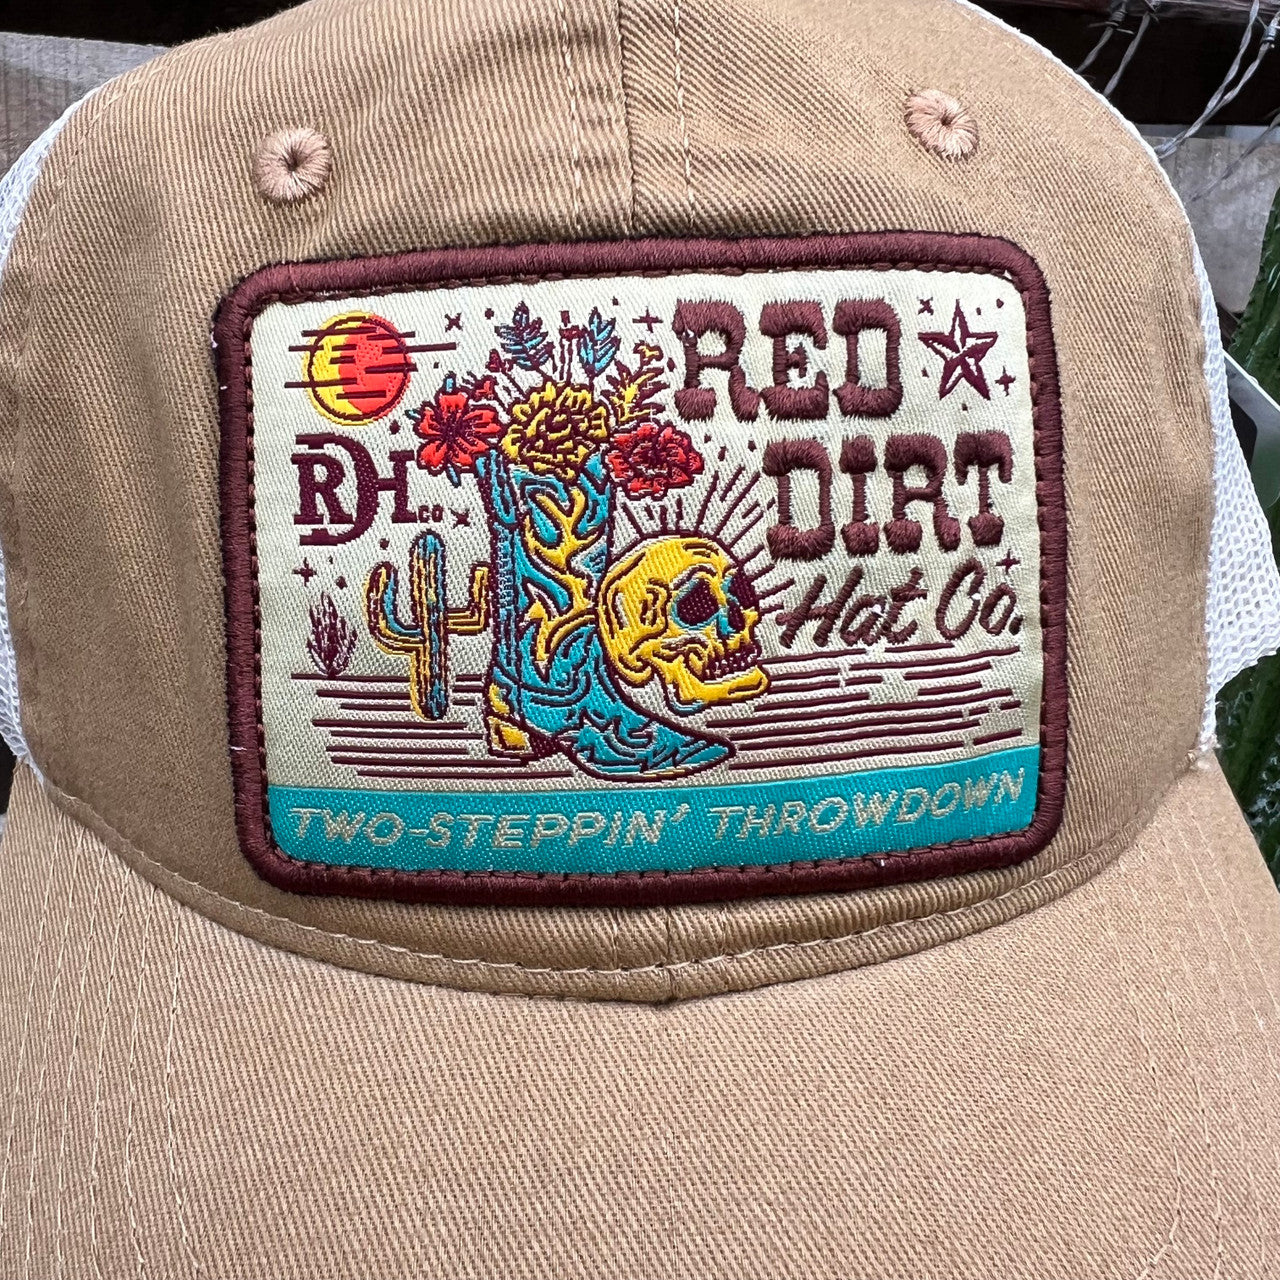 RED
DIRT
Hat Co.
RDH CO
TWO-STEPPIN' THROWDOWN